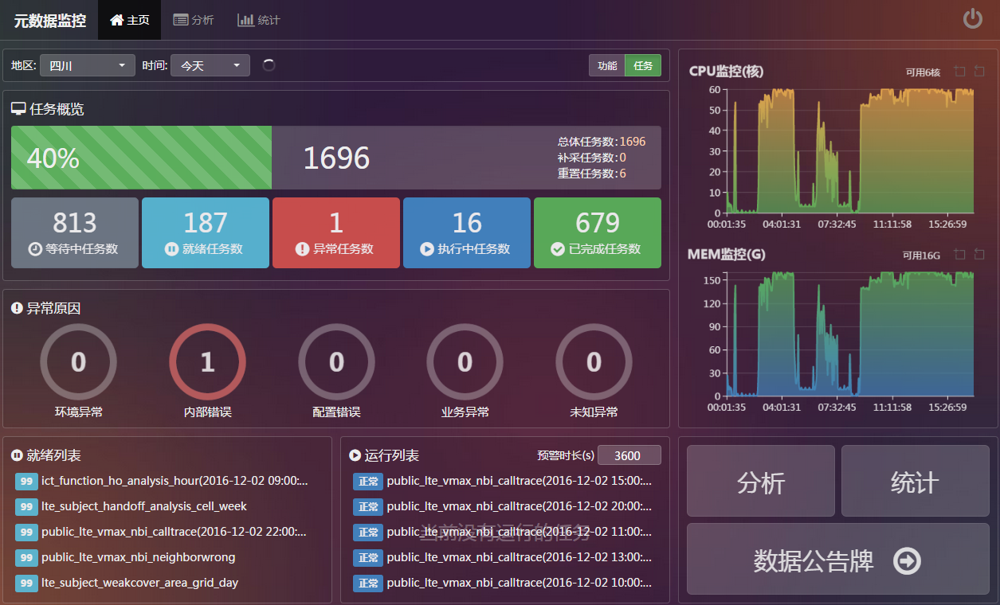 元数据监控 主页 分析 统计
地区: 四川 时间: 今天 功能 任务
任务概览
40% 1696
总体任务数:1696
补采任务数:0
重置任务数:6
813 187 1 16 679
等待中任务数 就绪任务数 异常任务数 执行中任务数 已完成任务数
异常原因
0 1 0 0 0
环境异常 内部错误 配置错误 业务异常 未知异常
CPU监控(核) 可用6核
60
50
40
30
20
10
0
00:01:35 04:01:31 07:32:45 11:11:58 15:26:59
MEM监控(G) 可用16G
150
120
90
60
30
0
00:01:35 04:01:31 07:32:45 11:11:58 15:26:59
就绪列表
99 ict_function_ho_analysis_hour(2016-12-02 09:00:...
99 lte_subject_handoff_analysis_cell_week
99 public_lte_vmax_nbi_calltrace(2016-12-02 22:00:...
99 public_lte_vmax_nbi_neighborwrong
99 lte_subject_weakcover_area_grid_day
运行列表 预警时长(s) 3600
正常 public_lte_vmax_nbi_calltrace(2016-12-02 15:00:...
正常 public_lte_vmax_nbi_calltrace(2016-12-02 20:00:...
正常 public_lte_vmax_nbi_calltrace(2016-12-02 11:00:...
当前没有运行的任务
正常 public_lte_vmax_nbi_calltrace(2016-12-02 13:00:...
正常 public_lte_vmax_nbi_calltrace(2016-12-02 10:00:...
分析 统计
数据公告牌